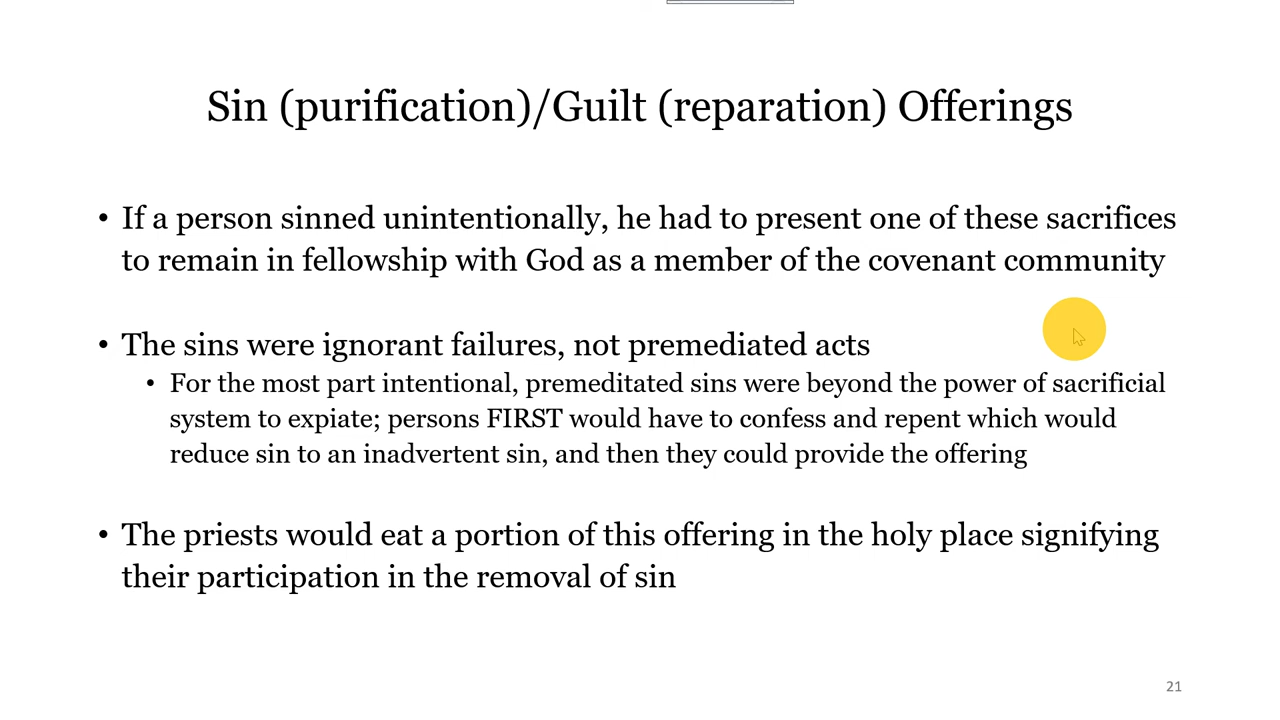 Sin (purification)/Guilt (reparation) Offerings
• If a person sinned unintentionally, he had to present one of these sacrifices
to remain in fellowship with God as a member of the covenant community
• The sins were ignorant failures, not premediated acts
• For the most part intentional, premeditated sins were beyond the power of sacrificial
system to expiate; persons FIRST would have to confess and repent which would
reduce sin to an inadvertent sin, and then they could provide the offering
• The priests would eat a portion of this offering in the holy place signifying
their participation in the removal of sin
21